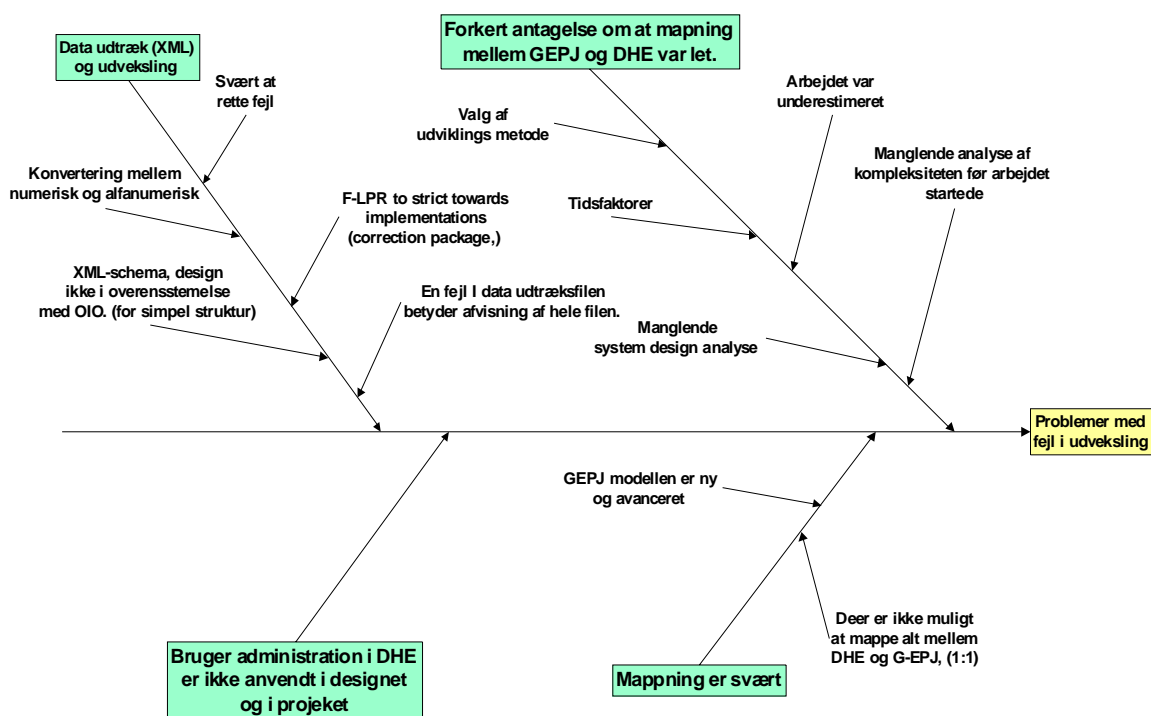 Data udtræk (XML)
og udveksling
Forkert antagelse om at mapning
mellem GEPJ og DHE var let.
Svært at
rette fejl
Arbejdet var
underestimeret
Valg af
udviklings metode
Manglende analyse af
kompleksiteten før arbejdet
startede
Konvertering mellem
numerisk og alfanumerisk
F-LPR to strict towards
implementations
(correction package,)
Tidsfaktorer
XML-schema, design
ikke i overensstemelse
med OIO. (for simpel struktur)
En fejl I data udtræksfilen
betyder afvisning af hele filen.
Manglende
system design analyse
Problemer med
fejl i udveksling
GEPJ modellen er ny
og avanceret
Deer er ikke muligt
at mappe alt mellem
DHE og G-EPJ, (1:1)
Bruger administration i DHE
er ikke anvendt i designet
og i projeket
Mappning er svært